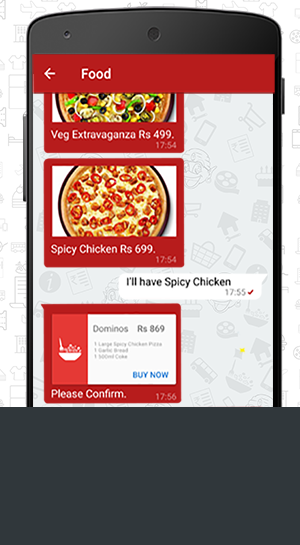 Food
Veg Extravaganza Rs 499.
17:54
Spicy Chicken Rs 699.
17:54
I'll have Spicy Chicken
17:55
Dominos Rs 869
1 Large Spicy Chicken Pizza
1 Garlic Bread
1 500ml Coke
BUY NOW
Please Confirm.
17:56